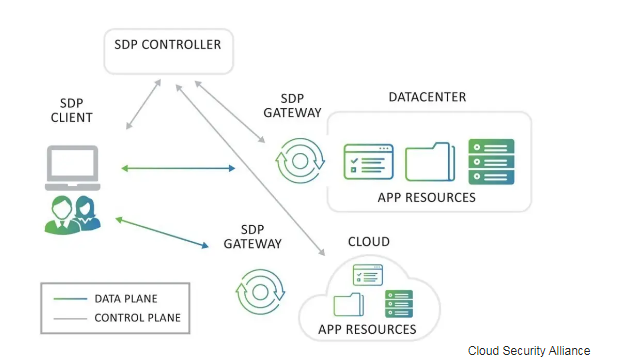 SDP CONTROLLER
SDP
CLIENT
SDP
GATEWAY
DATACENTER
APP RESOURCES
SDP
GATEWAY
CLOUD
APP RESOURCES
DATA PLANE
CONTROL PLANE
Cloud Security Alliance